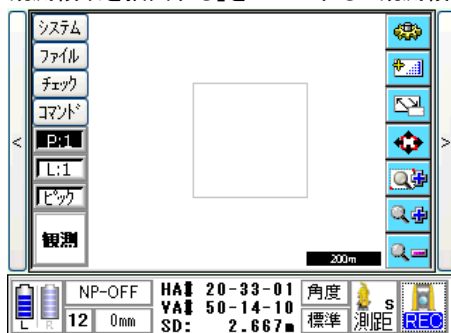 システム
ファイル
チェック
コマンド
<
P:1
>
L:1
ピック
観測
200m
NP-OFF
HA 20-33-01
角度
S
VA 50-14-10
L R
12
0mm
SD: 2.667m
標準
測距
REC